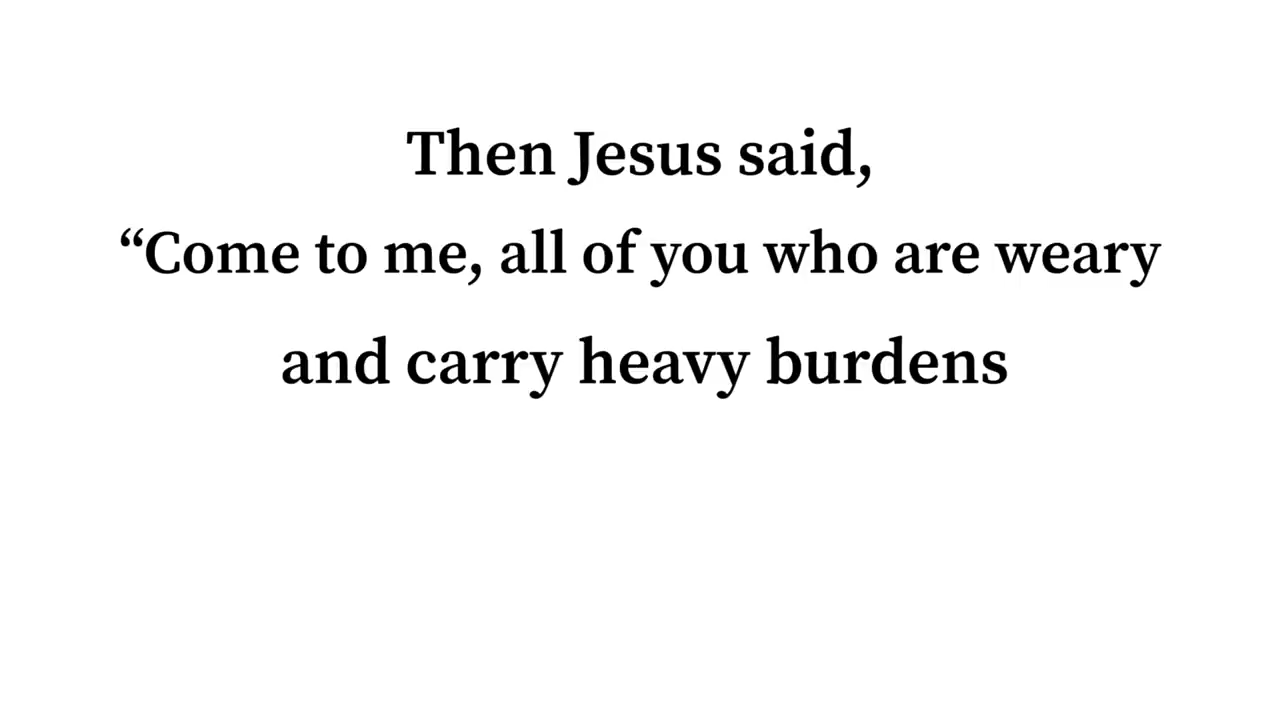 Then Jesus said,
“Come to me, all of you who are weary
and carry heavy burdens